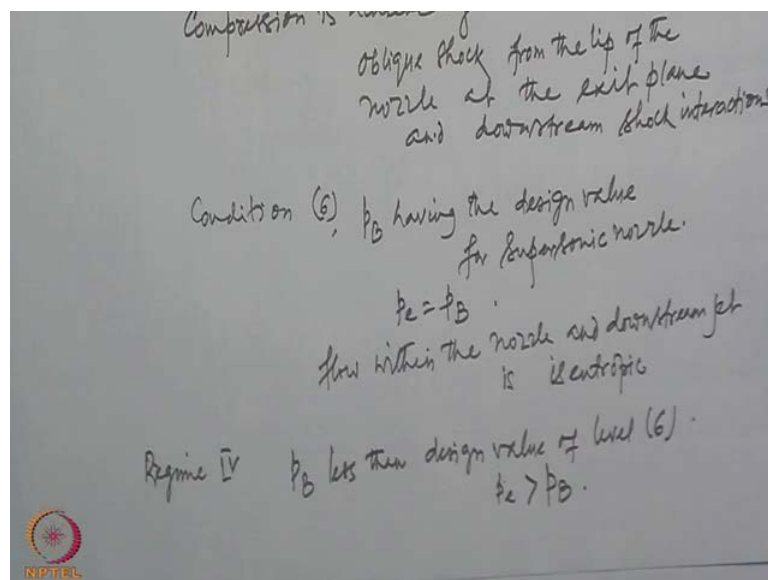 Compression is
oblique shock from the lip of the
nozzle at the exit plane
and downstream shock interactions
Condition (6), pB having the design value
for supersonic nozzle.
pe = pB.
flow within the nozzle and downstream jet
is isentropic
Regime IV pB less than design value of level (6).
pe > pB.
NPTEL